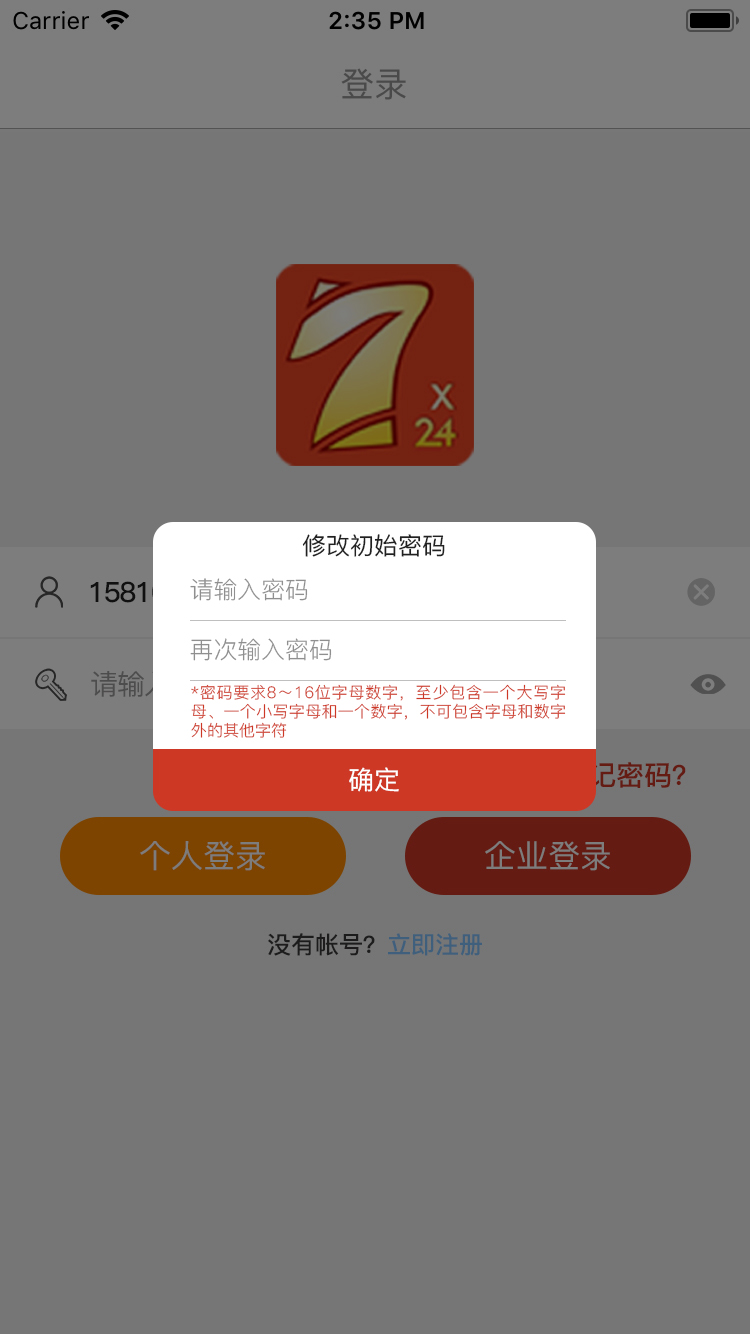 Carrier
2:35 PM
登录
7
X
24
修改初始密码
1581
请输入密码
再次输入密码
请输
*密码要求8～16位字母数字，至少包含一个大写字
母、一个小写字母和一个数字，不可包含字母和数字
外的其他字符
确定
记密码?
个人登录
企业登录
没有帐号? 立即注册